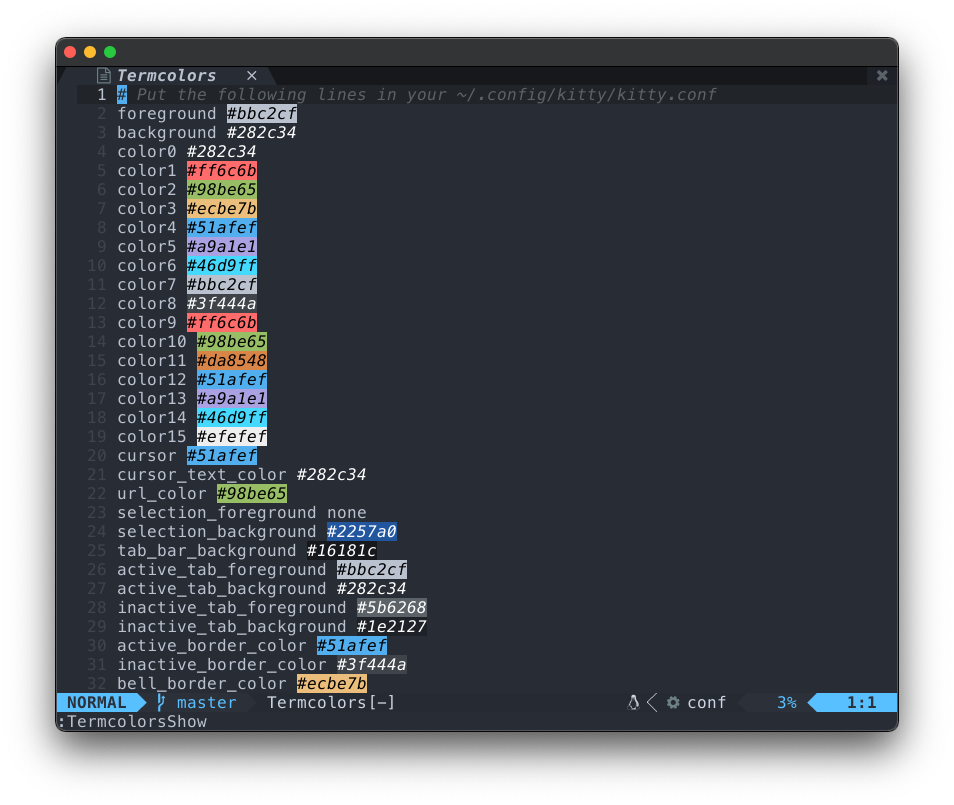 Termcolors ×
1 # Put the following lines in your ~/.config/kitty/kitty.conf
2 foreground #bbc2cf
3 background #282c34
4 color0 #282c34
5 color1 #ff6c6b
6 color2 #98be65
7 color3 #ecbe7b
8 color4 #51afef
9 color5 #a9a1e1
10 color6 #46d9ff
11 color7 #bbc2cf
12 color8 #3f444a
13 color9 #ff6c6b
14 color10 #98be65
15 color11 #da8548
16 color12 #51afef
17 color13 #a9a1e1
18 color14 #46d9ff
19 color15 #efefef
20 cursor #51afef
21 cursor_text_color #282c34
22 url_color #98be65
23 selection_foreground none
24 selection_background #2257a0
25 tab_bar_background #16181c
26 active_tab_foreground #bbc2cf
27 active_tab_background #282c34
28 inactive_tab_foreground #5b6268
29 inactive_tab_background #1e2127
30 active_border_color #51afef
31 inactive_border_color #3f444a
32 bell_border_color #ecbe7b
NORMAL master Termcolors[-] conf 3% 1:1
:TermcolorsShow